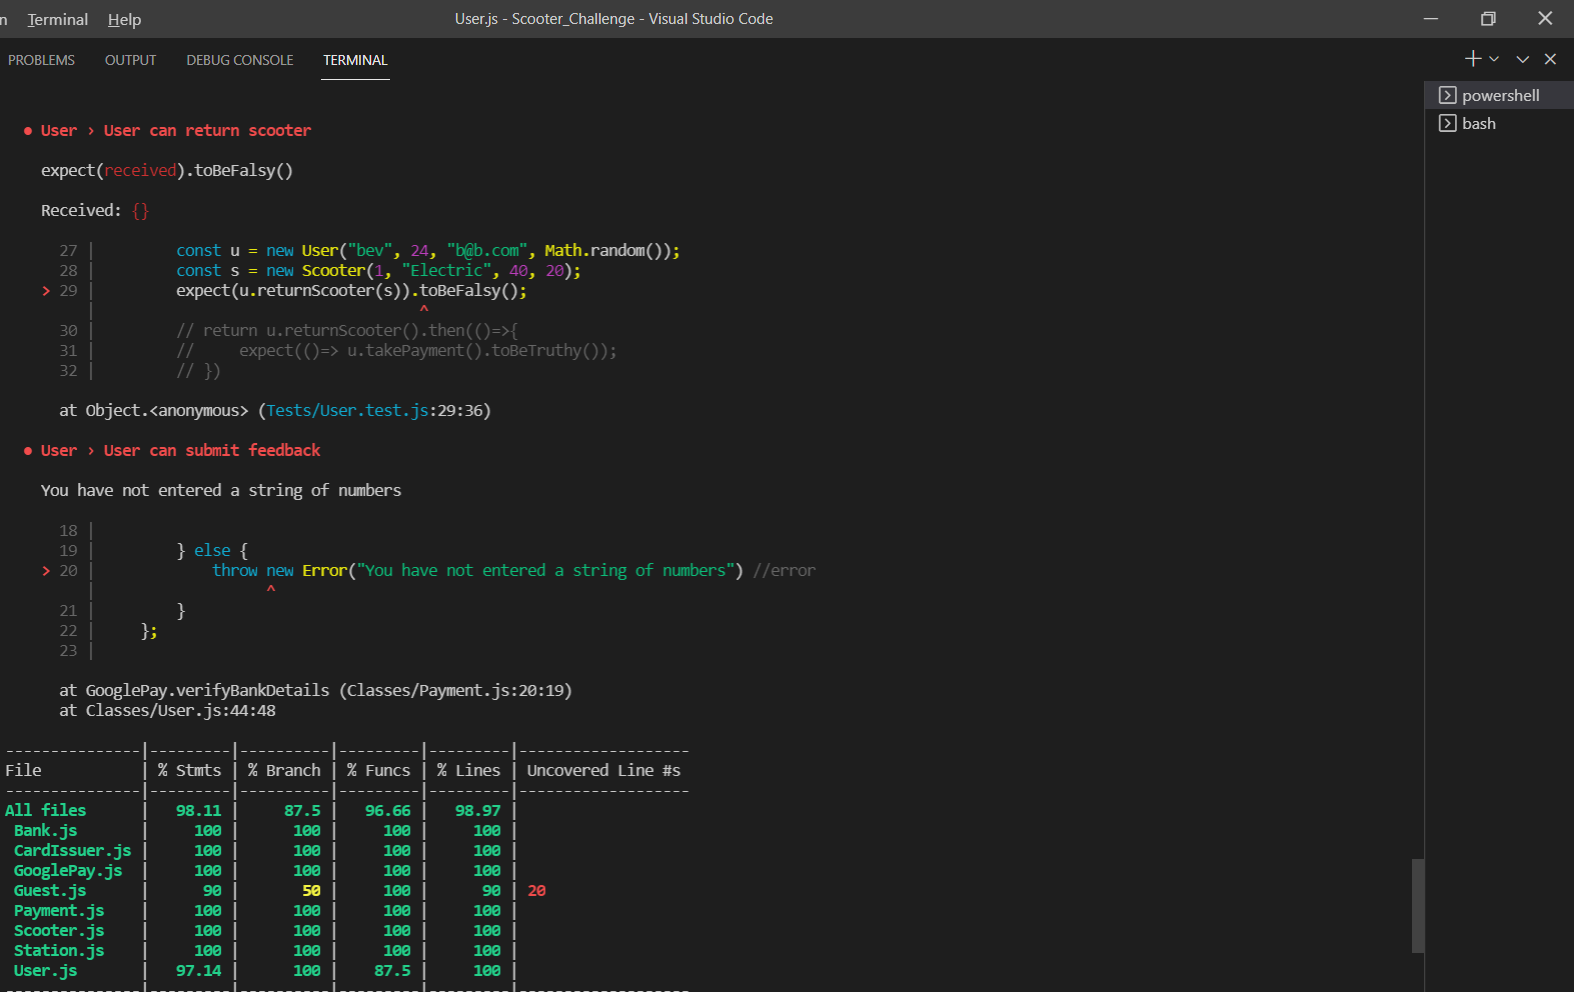 n Terminal Help User.js - Scooter_Challenge - Visual Studio Code
PROBLEMS OUTPUT DEBUG CONSOLE TERMINAL
powershell
bash
● User › User can return scooter
expect(received).toBeFalsy()
Received: {}
27 | const u = new User("bev", 24, "b@b.com", Math.random());
28 | const s = new Scooter(1, "Electric", 40, 20);
> 29 | expect(u.returnScooter(s)).toBeFalsy();
| ^
30 | // return u.returnScooter().then(()=>{
31 | // expect(()=> u.takePayment().toBeTruthy());
32 | // })
at Object.<anonymous> (Tests/User.test.js:29:36)
● User › User can submit feedback
You have not entered a string of numbers
18 |
19 | } else {
> 20 | throw new Error("You have not entered a string of numbers") //error
| ^
21 | }
22 | };
23 |
at GooglePay.verifyBankDetails (Classes/Payment.js:20:19)
at Classes/User.js:44:48
---------------|---------|----------|---------|---------|-------------------
File | % Stmts | % Branch | % Funcs | % Lines | Uncovered Line #s
---------------|---------|----------|---------|---------|-------------------
All files | 98.11 | 87.5 | 96.66 | 98.97 |
Bank.js | 100 | 100 | 100 | 100 |
CardIssuer.js | 100 | 100 | 100 | 100 |
GooglePay.js | 100 | 100 | 100 | 100 |
Guest.js | 90 | 50 | 100 | 90 | 20
Payment.js | 100 | 100 | 100 | 100 |
Scooter.js | 100 | 100 | 100 | 100 |
Station.js | 100 | 100 | 100 | 100 |
User.js | 97.14 | 100 | 87.5 | 100 |
---------------|---------|----------|---------|---------|-------------------